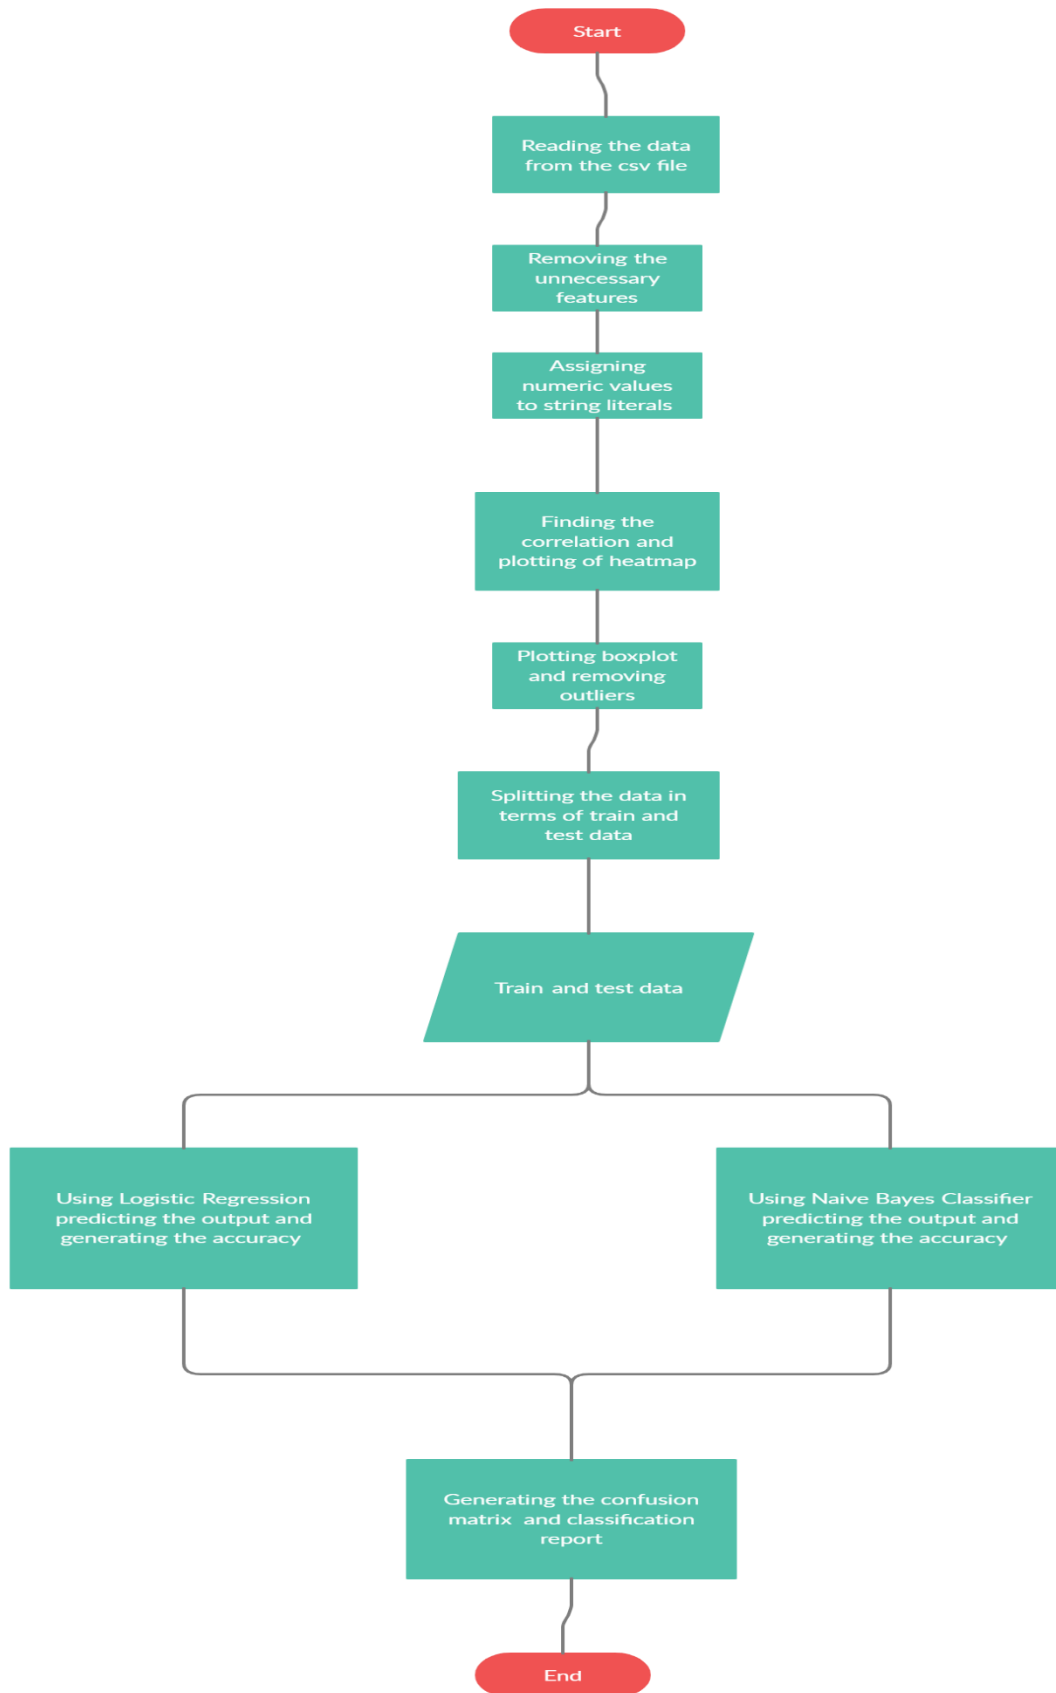 Start
Reading the data
from the csv file
Removing the
unnecessary
features
Assigning
numeric values
to string literals
Finding the
correlation and
plotting of heatmap
Plotting boxplot
and removing
outliers
Splitting the data in
terms of train and
test data
Train and test data
Using Logistic Regression
predicting the output and
generating the accuracy
Using Naive Bayes Classifier
predicting the output and
generating the accuracy
Generating the confusion
matrix and classification
report
End